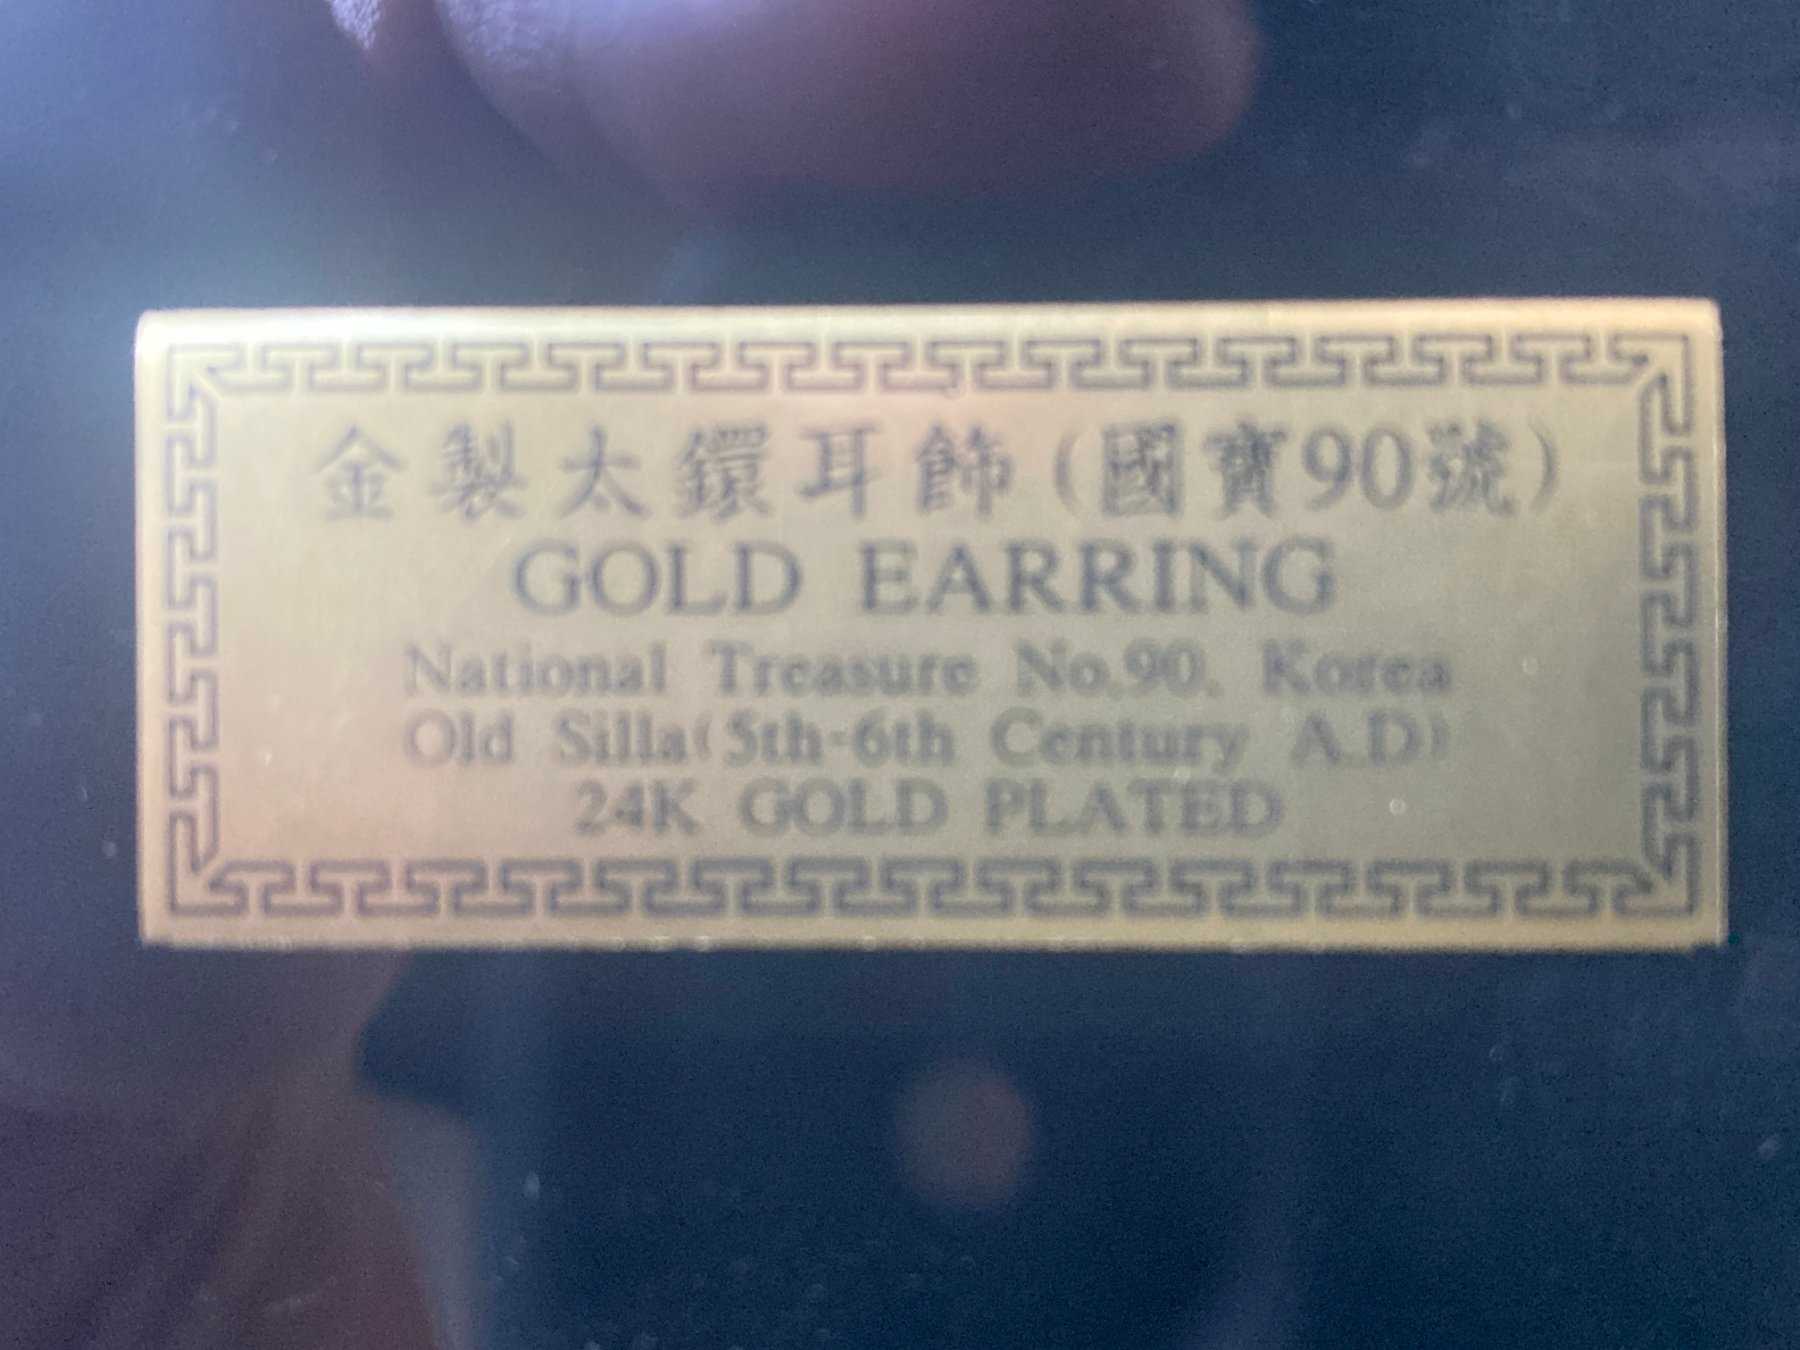 金製太鐶耳飾(國寶90號)
GOLD EARRING
National Treasure No.90. Korea
Old Silla(5th-6th Century A.D)
24K GOLD PLATED